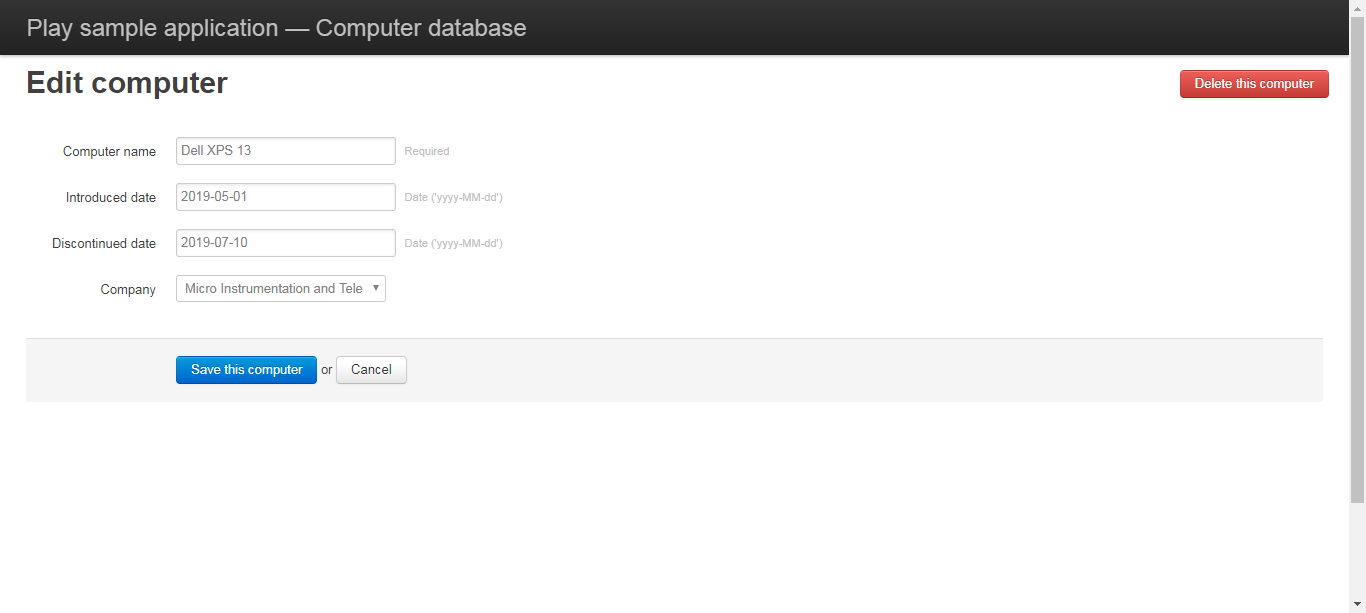 Play sample application — Computer database
Edit computer
Delete this computer
Computer name Dell XPS 13 Required
Introduced date 2019-05-01 Date ('yyyy-MM-dd')
Discontinued date 2019-07-10 Date ('yyyy-MM-dd')
Company Micro Instrumentation and Tele
Save this computer or Cancel